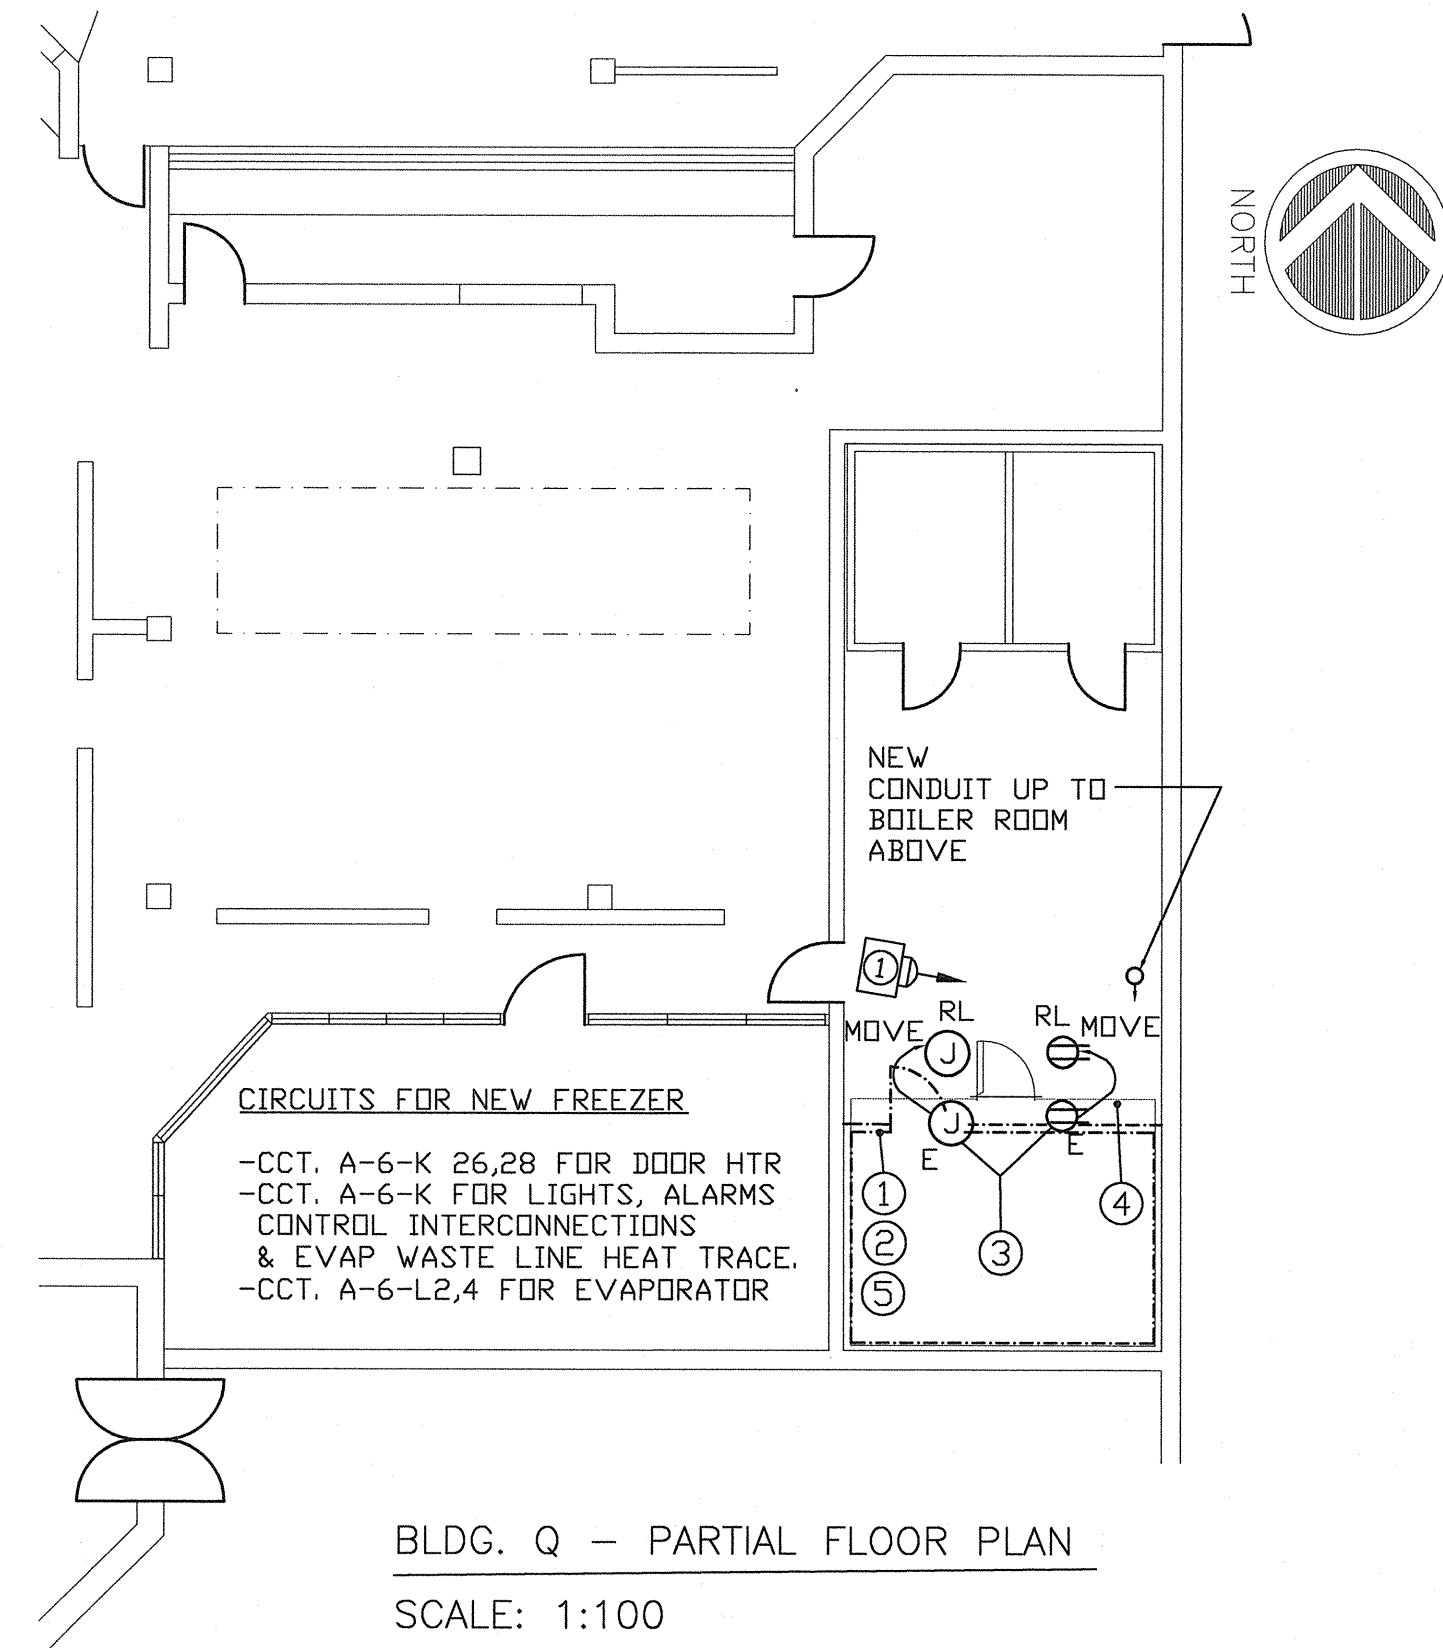 NORTH
NEW
CONDUIT UP TO
BOILER ROOM
ABOVE
1
RL
RL
MOVE
MOVE
J
J
E
E
1
2
5
3
4
CIRCUITS FOR NEW FREEZER
-CCT. A-6-K 26,28 FOR DOOR HTR
-CCT. A-6-K FOR LIGHTS, ALARMS
CONTROL INTERCONNECTIONS
& EVAP WASTE LINE HEAT TRACE.
-CCT. A-6-L2,4 FOR EVAPORATOR
BLDG. Q - PARTIAL FLOOR PLAN
SCALE: 1:100